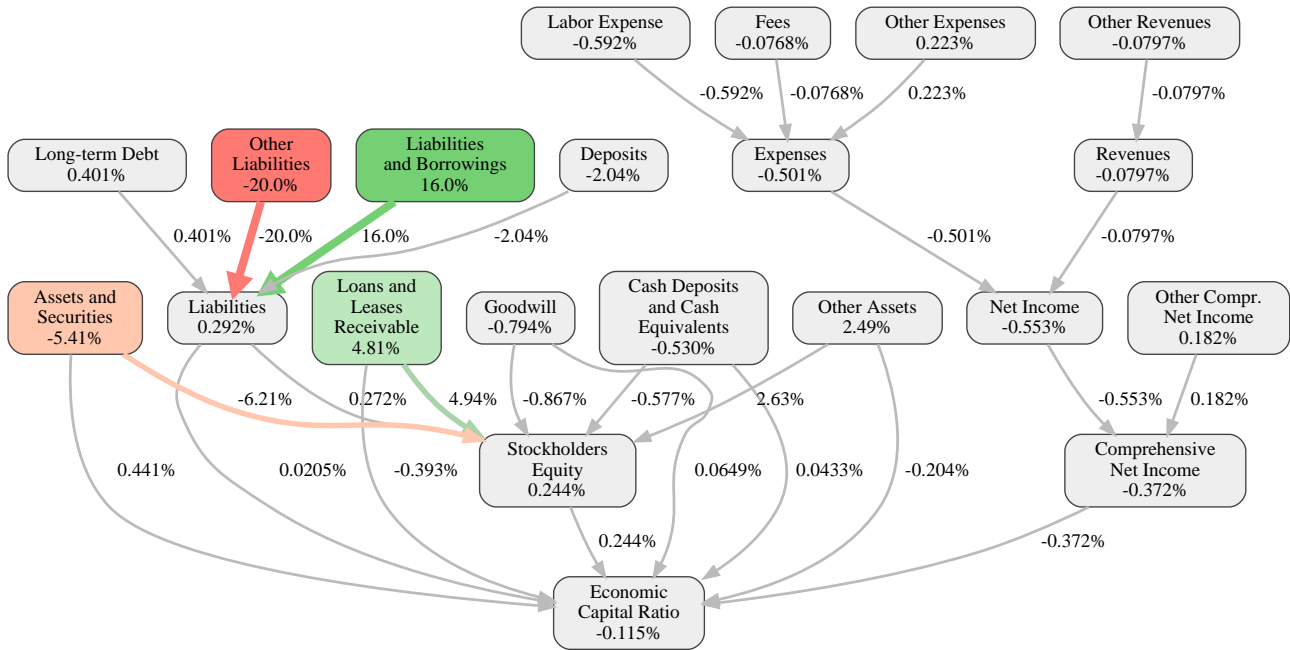 Labor Expense
-0.592%
Fees
-0.0768%
Other Expenses
0.223%
Other Revenues
-0.0797%
-0.592%
-0.0768%
0.223%
-0.0797%
Long-term Debt
0.401%
Other
Liabilities
-20.0%
Liabilities
and Borrowings
16.0%
Deposits
-2.04%
Expenses
-0.501%
Revenues
-0.0797%
0.401%
-20.0%
16.0%
-2.04%
-0.501%
-0.0797%
Assets and
Securities
-5.41%
Liabilities
0.292%
Loans and
Leases
Receivable
4.81%
Goodwill
-0.794%
Cash Deposits
and Cash
Equivalents
-0.530%
Other Assets
2.49%
Net Income
-0.553%
Other Compr.
Net Income
0.182%
-6.21%
0.272%
4.94%
-0.867%
-0.577%
2.63%
-0.553%
0.182%
Stockholders
Equity
0.244%
Comprehensive
Net Income
-0.372%
0.441%
0.0205%
-0.393%
0.0649%
0.0433%
-0.204%
0.244%
-0.372%
Economic
Capital Ratio
-0.115%